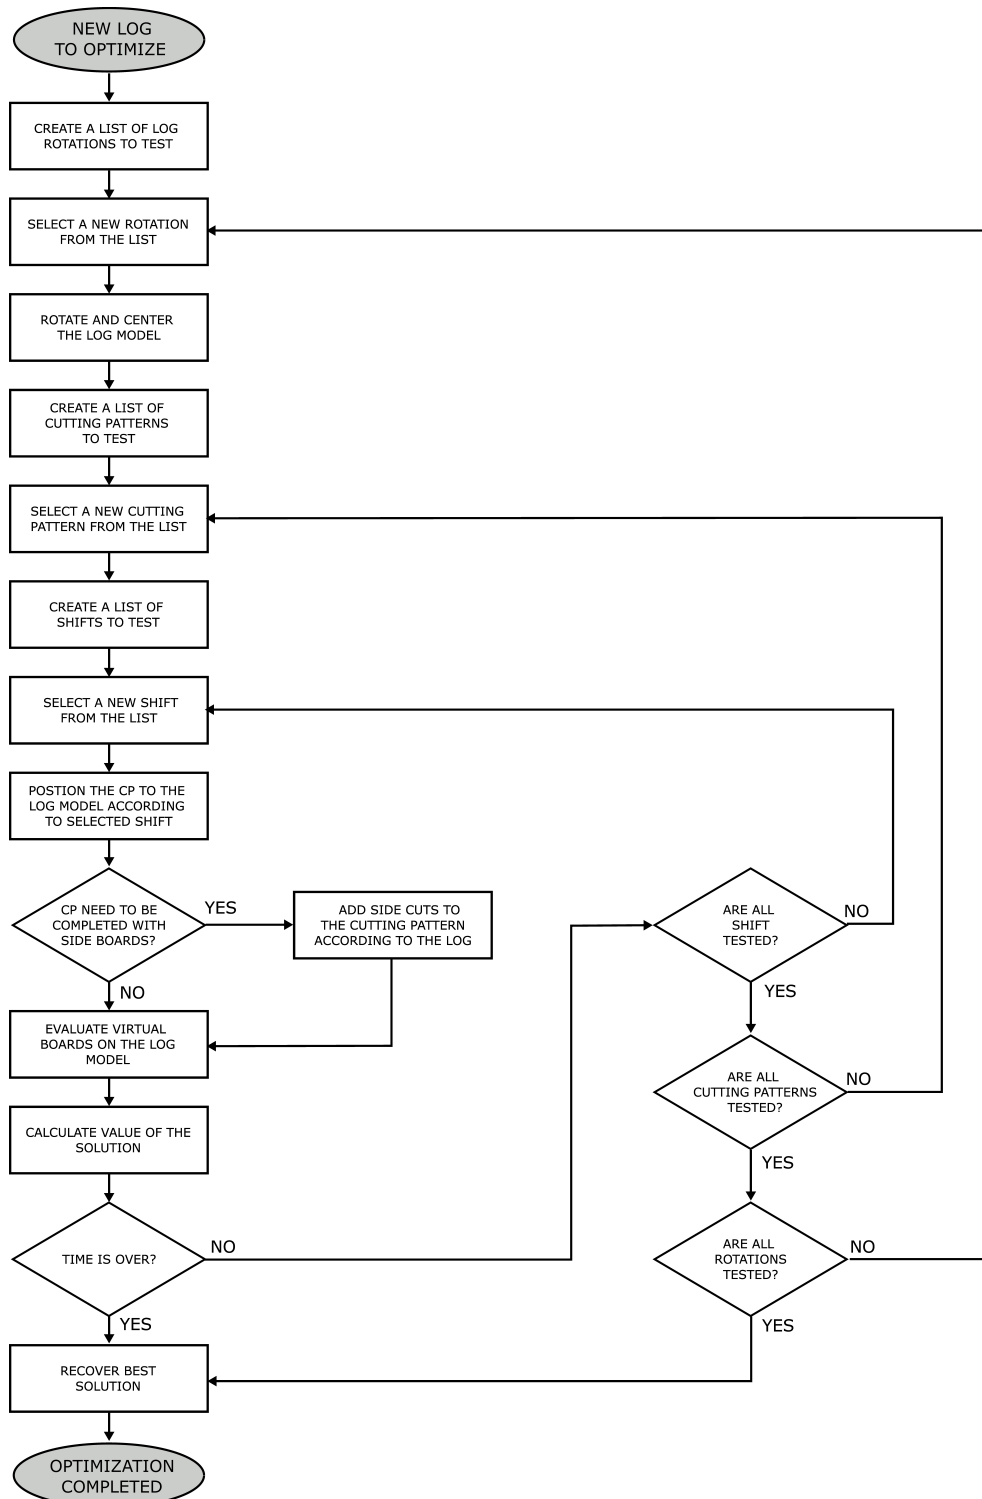 NEW LOG
TO OPTIMIZE
CREATE A LIST OF LOG
ROTATIONS TO TEST
SELECT A NEW ROTATION
FROM THE LIST
ROTATE AND CENTER
THE LOG MODEL
CREATE A LIST OF
CUTTING PATTERNS
TO TEST
SELECT A NEW CUTTING
PATTERN FROM THE LIST
CREATE A LIST OF
SHIFTS TO TEST
SELECT A NEW SHIFT
FROM THE LIST
POSTION THE CP TO THE
LOG MODEL ACCORDING
TO SELECTED SHIFT
CP NEED TO BE
COMPLETED WITH
SIDE BOARDS?
YES
ADD SIDE CUTS TO
THE CUTTING PATTERN
ACCORDING TO THE LOG
NO
EVALUATE VIRTUAL
BOARDS ON THE LOG
MODEL
CALCULATE VALUE OF THE
SOLUTION
TIME IS OVER?
NO
YES
ARE ALL
SHIFT
TESTED?
NO
YES
ARE ALL
CUTTING PATTERNS
TESTED?
NO
YES
ARE ALL
ROTATIONS
TESTED?
NO
YES
RECOVER BEST
SOLUTION
OPTIMIZATION
COMPLETED